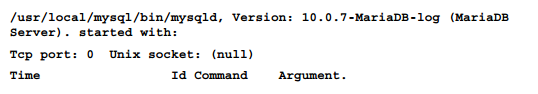 /usr/local/mysql/bin/mysqld, Version: 10.0.7-MariaDB-log (MariaDB
Server). started with:
Tcp port: 0 Unix socket: (null)
Time Id Command Argument.